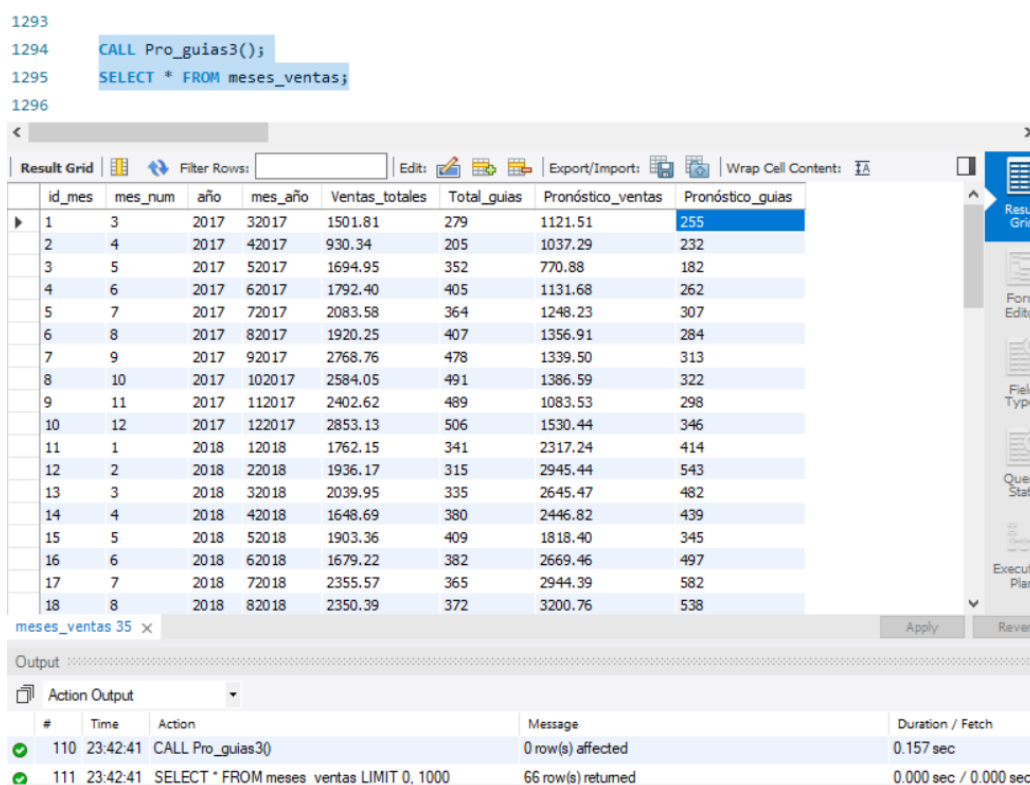 1293
1294 CALL Pro_guias3();
1295 SELECT * FROM meses_ventas;
1296
Result Grid Filter Rows: Edit: Export/Import: Wrap Cell Content:
id_mes mes_num año mes_año Ventas_totales Total_guias Pronóstico_ventas Pronóstico_guias
1 3 2017 32017 1501.81 279 1121.51 255
2 4 2017 42017 930.34 205 1037.29 232
3 5 2017 52017 1694.95 352 770.88 182
4 6 2017 62017 1792.40 405 1131.68 262
5 7 2017 72017 2083.58 364 1248.23 307
6 8 2017 82017 1920.25 407 1356.91 284
7 9 2017 92017 2768.76 478 1339.50 313
8 10 2017 102017 2584.05 491 1386.59 322
9 11 2017 112017 2402.62 489 1083.53 298
10 12 2017 122017 2853.13 506 1530.44 346
11 1 2018 12018 1762.15 341 2317.24 414
12 2 2018 22018 1936.17 315 2945.44 543
13 3 2018 32018 2039.95 335 2645.47 482
14 4 2018 42018 1648.69 380 2446.82 439
15 5 2018 52018 1903.36 409 1818.40 345
16 6 2018 62018 1679.22 382 2669.46 497
17 7 2018 72018 2355.57 365 2944.39 582
18 8 2018 82018 2350.39 372 3200.76 538
meses_ventas 35 Apply Rever
Output
Action Output
# Time Action Message Duration / Fetch
110 23:42:41 CALL Pro_guias3() 0 row(s) affected 0.157 sec
111 23:42:41 SELECT * FROM meses_ventas LIMIT 0, 1000 66 row(s) returned 0.000 sec / 0.000 sec